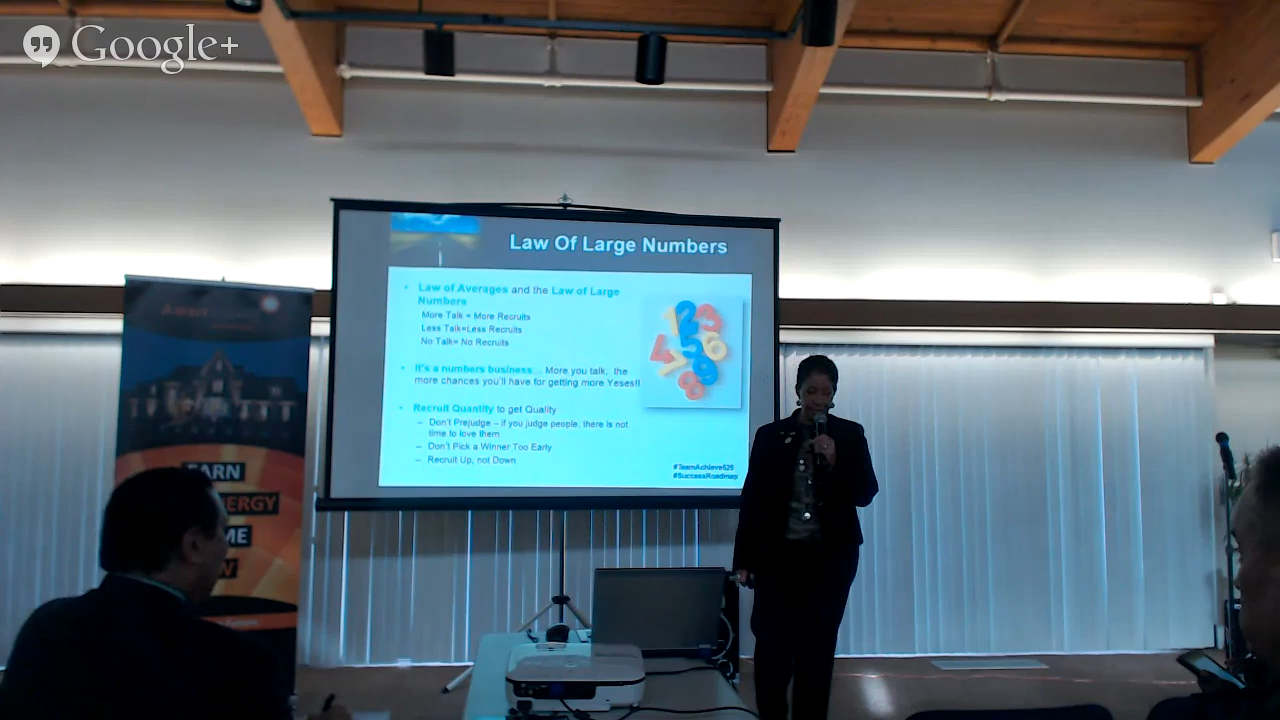 Google+
Law Of Large Numbers
Law of Averages and the Law of Large
Numbers
More Talk = More Recruits
Less Talk=Less Recruits
No Talk= No Recruits
It's a numbers business... More you talk, the
more chances you'll have for getting more Yeses!!
Recruit Quantity to get Quality
– Don't Prejudge – if you judge people, there is not
time to love them
– Don't Pick a Winner Too Early
– Recruit Up, not Down
#TeamAchieve526
#SuccessRoadmap
EARN